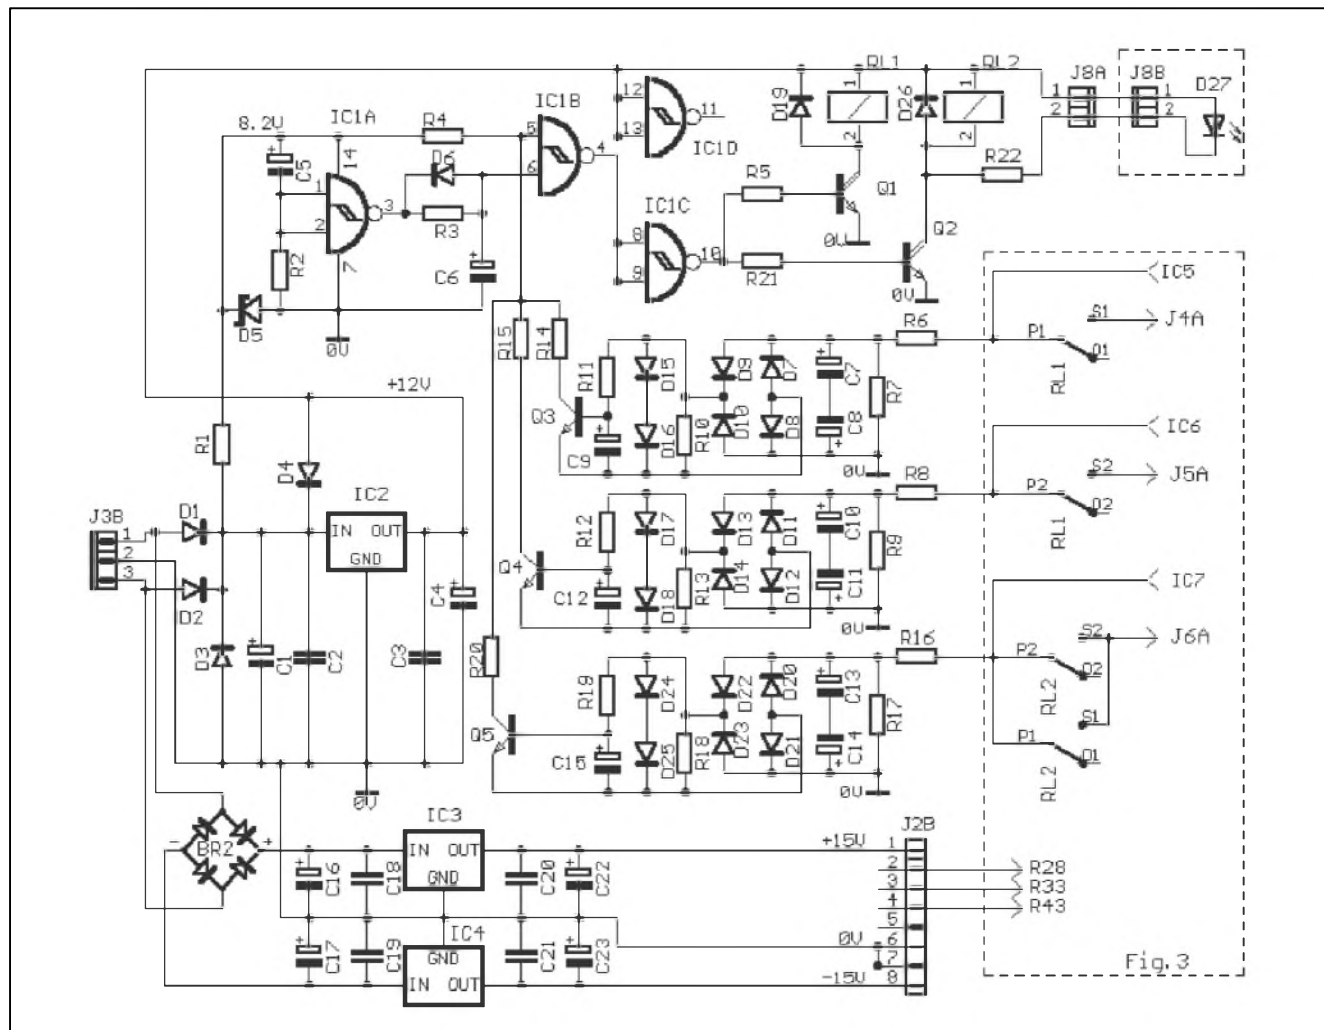 RL1 RL2 J8A J8B D27
IC1B 12 11 D19 1 D26 1 1 1
8.2V IC1A R4 5 13 2 2 2 2
C5 14 D6 4 IC1D R22
1 6 R5
2 3 R3 IC1C Q1
R2 7 C6 8 10 0V Q2
9 R21 IC5
D5 0V 0V S1 J4A
R15 R14 R6 P1 O1
+12V R11 D15 D9 D7 C7 R7 RL1
Q3 D16 R10 D10 D8 C8 IC6
R1 D4 C9 0V R8 S2 J5A
IC2 P2 O2
J3B D1 IN OUT R12 D17 D13 D11 C10 R9 RL1
1 GND
2 Q4 D14 IC7
3 D2 C4 C12 D18 R13 D12 C11
0V R16 S2 J6A
D3 C1 C2 C3 R20 P2 O2
R19 D24 D22 D20 C13 R17 RL2 S1
Q5 P1 O1
C15 D25 R18 D23 D21 C14 RL2
0V 0V
IC3 J2B
- BR2 + IN OUT +15V 1
C16 C18 GND C20 C22 2 R28
3 R33
4 R43
5
IC4 0V 6
C17 C19 GND C21 C23 7 Fig.3
IN OUT -15V 8